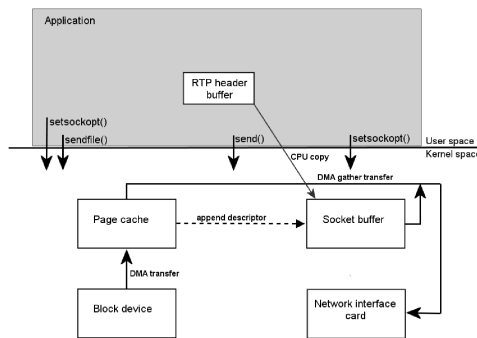 Application
RTP header
buffer
setsockopt()
sendfile()
send()
setsockopt()
User space
Kernel space
CPU copy
DMA gather transfer
Page cache
append descriptor
Socket buffer
DMA transfer
Block device
Network interface
card